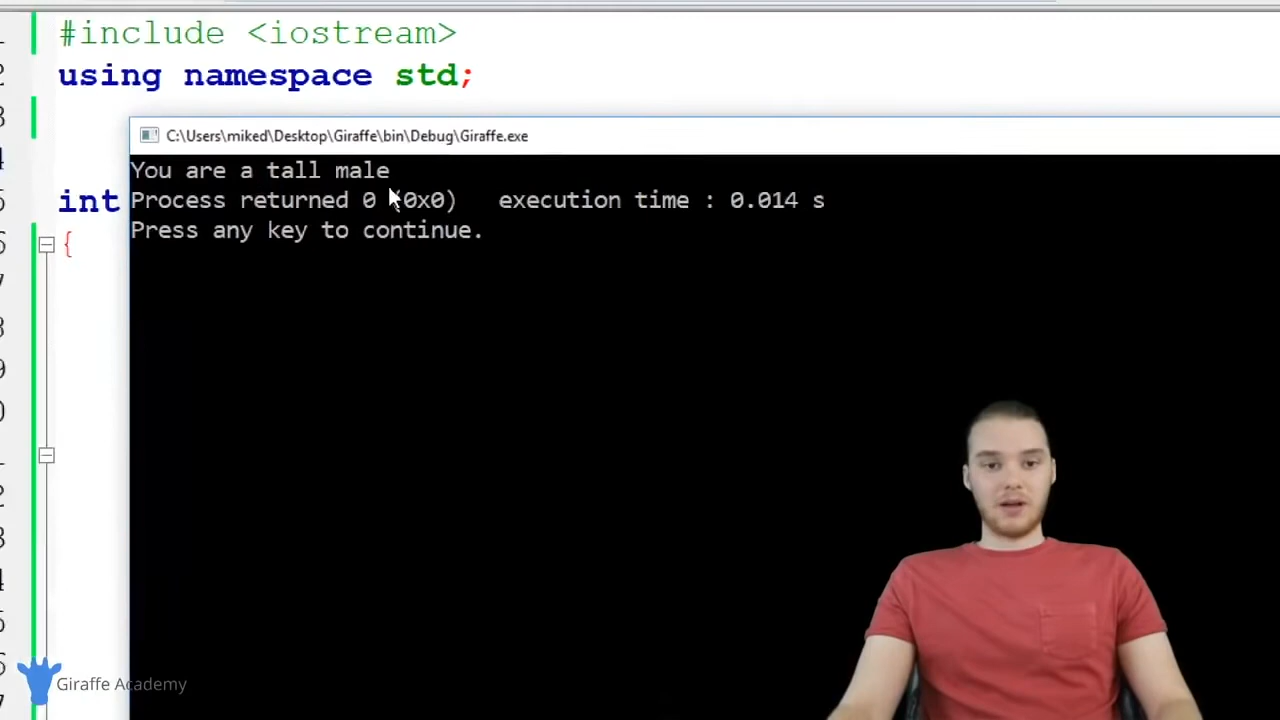 #include <iostream>
using namespace std;
C:\Users\miked\Desktop\Giraffe\bin\Debug\Giraffe.exe
You are a tall male
int
Process returned 0 (0x0)   execution time : 0.014 s
{
Press any key to continue.
Giraffe Academy